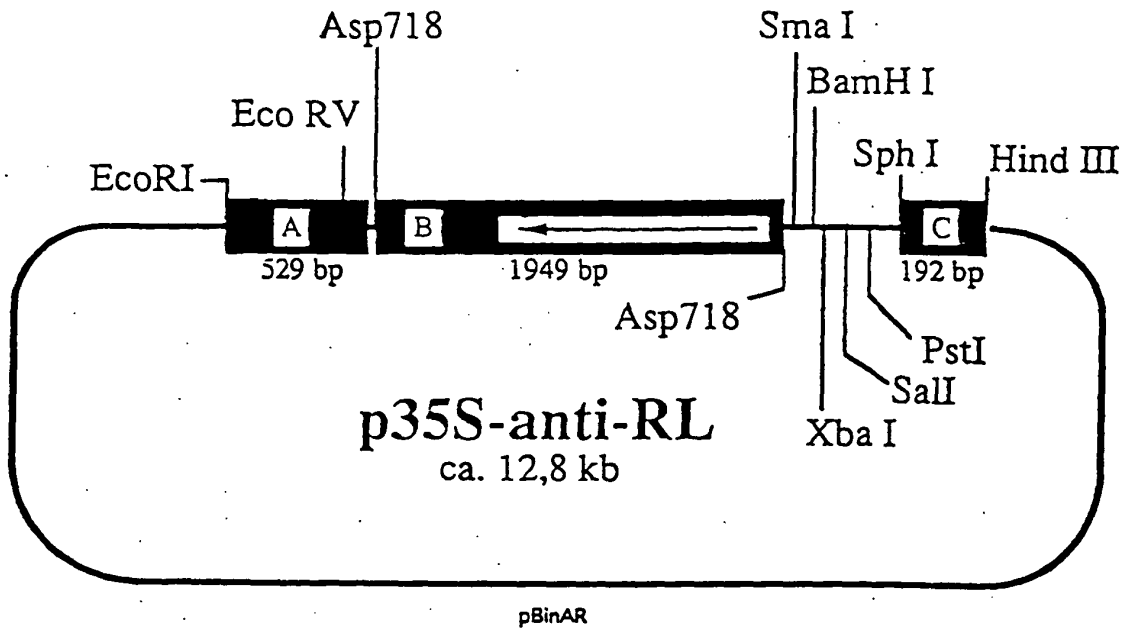 Asp718
Sma I
BamH I
Eco RV
Sph I
Hind III
EcoRI
A
B
C
529 bp
1949 bp
192 bp
Asp718
PstI
SalI
Xba I
p35S-anti-RL
ca. 12,8 kb
pBinAR